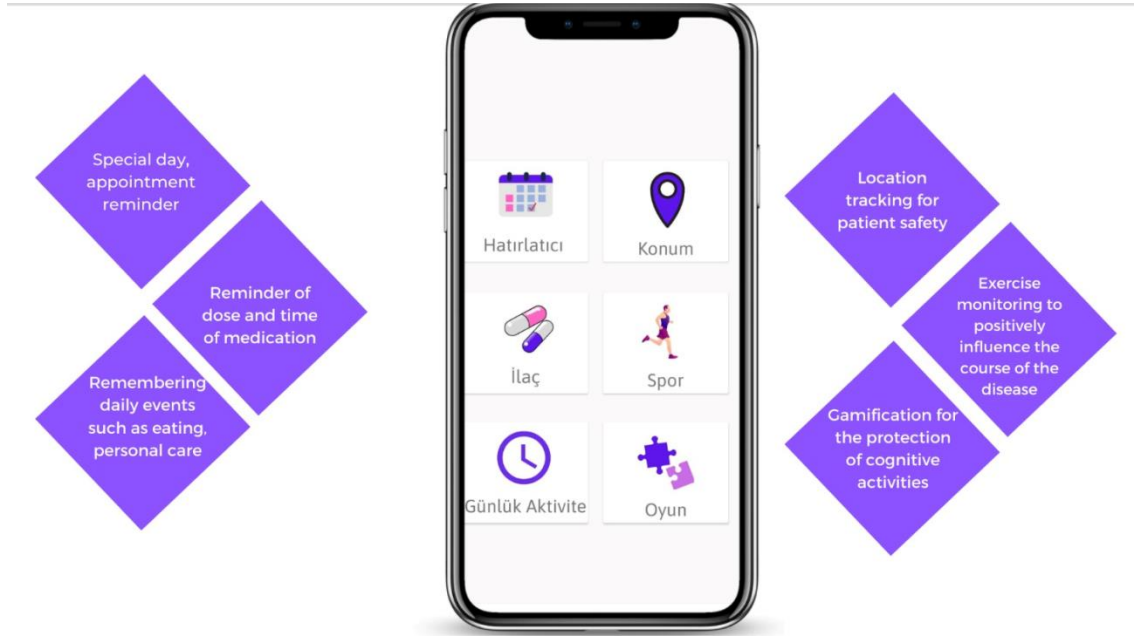 Special day,
appointment
reminder
Reminder of
dose and time
of medication
Remembering
daily events
such as eating,
personal care
Hatırlatıcı
Konum
İlaç
Spor
Günlük Aktivite
Oyun
Location
tracking for
patient safety
Exercise
monitoring to
positively
influence the
course of the
disease
Gamification for
the protection
of cognitive
activities